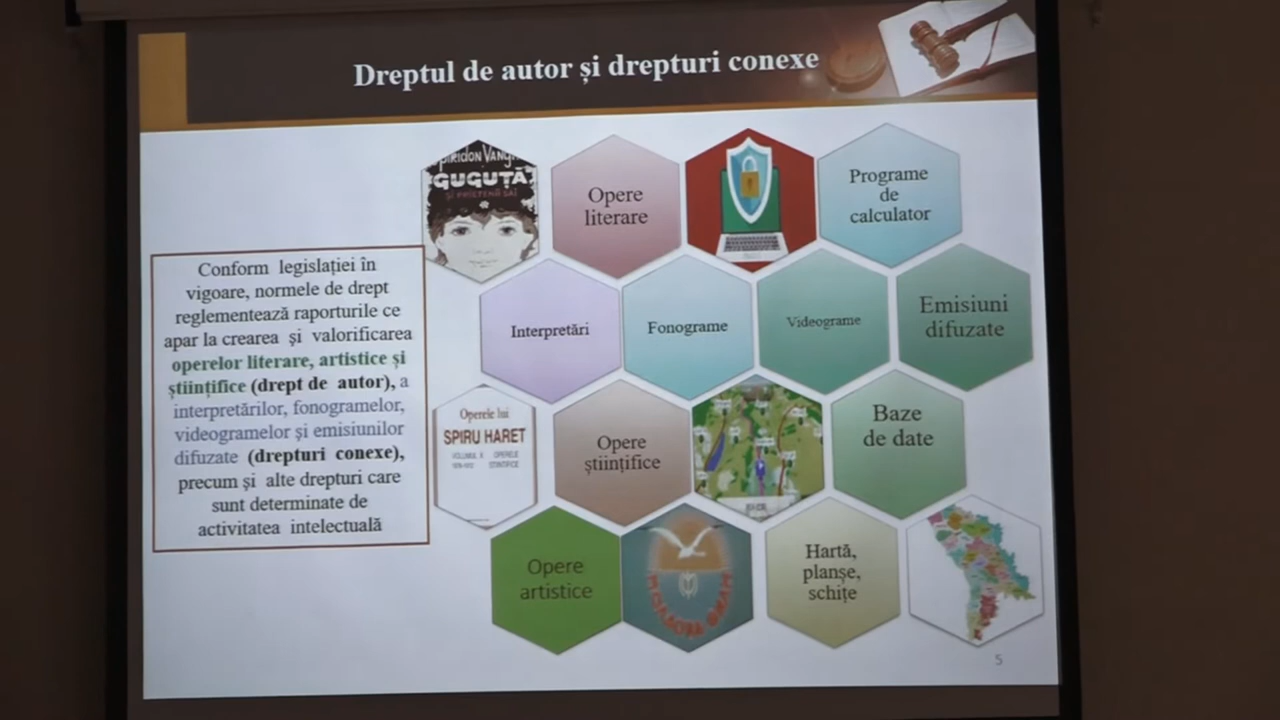 Dreptul de autor și drepturi conexe
GUGUȚĂ
Opere
literare
Programe
de
calculator
Conform legislației în
vigoare, normele de drept
reglementează raporturile ce
apar la crearea și valorificarea
operelor literare, artistice și
științifice (drept de autor), a
interpretărilor, fonogramelor,
videogramelor și emisiunilor
difuzate (drepturi conexe),
precum și alte drepturi care
sunt determinate de
activitatea intelectuală
Interpretări
Fonograme
Videograme
Emisiuni
difuzate
Operele lui
SPIRU HARET
VOLUMUL
OPERELE
ȘTIINȚIFICE
Opere
științifice
Baze
de date
Opere
artistice
Hartă,
planșe,
schițe
5